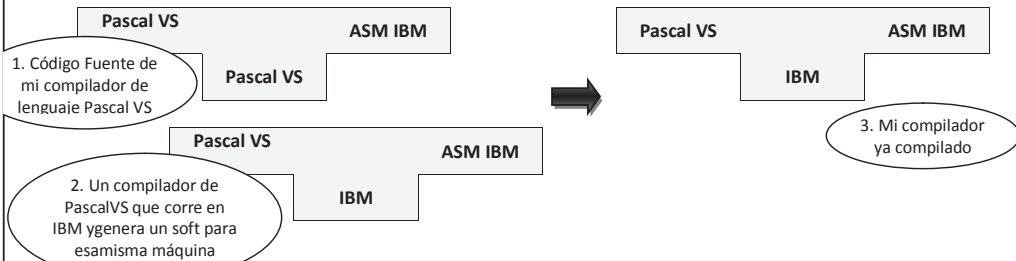 Pascal VS
ASM IBM
Pascal VS
1. Código Fuente de
mi compilador de
lenguaje Pascal VS
Pascal VS
ASM IBM
IBM
2. Un compilador de
PascalVS que corre en
IBM ygenera un soft para
esamisma máquina
Pascal VS
ASM IBM
IBM
3. Mi compilador
ya compilado